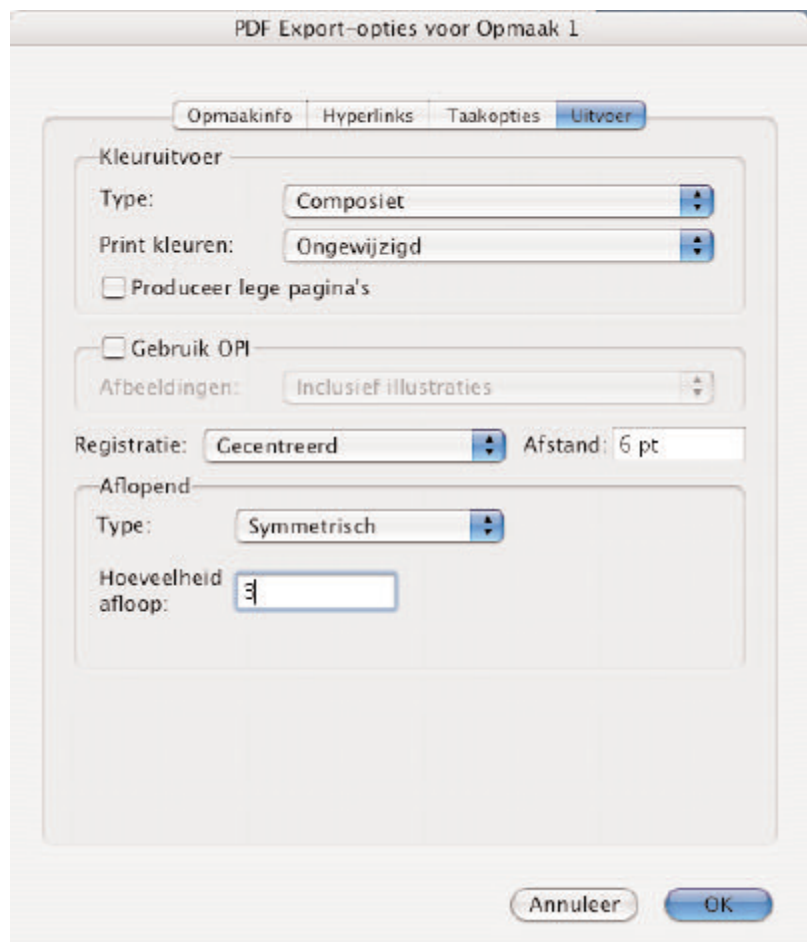 PDF Export-opties voor Opmaak 1
Opmaakinfo Hyperlinks Taakopties Uitvoer
Kleuruitvoer
Type: Composiet
Print kleuren: Ongewijzigd
Produceer lege pagina's
Gebruik OPI
Afbeeldingen: Inclusief illustraties
Registratie: Gecentreerd Afstand: 6 pt
Aflopend
Type: Symmetrisch
Hoeveelheid
afloop: 3
Annuleer OK